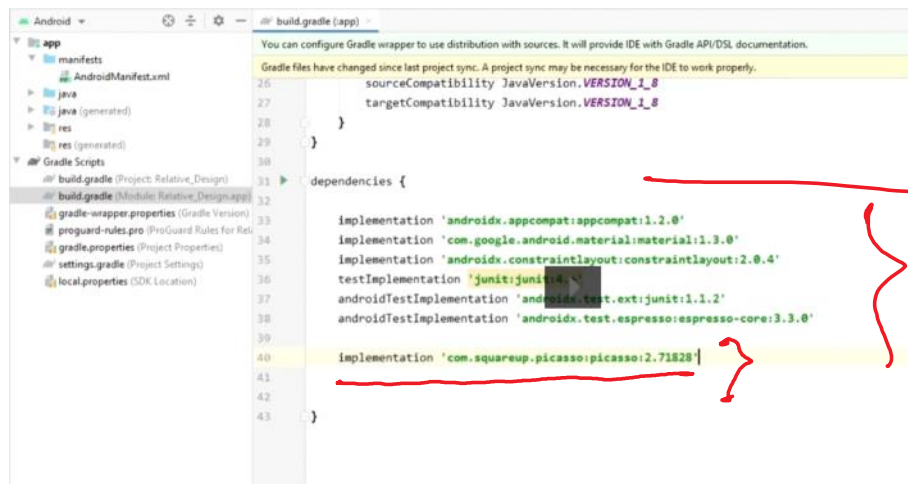 Android
build.gradle (:app)
app
manifests
AndroidManifest.xml
java
java (generated)
res
res (generated)
Gradle Scripts
build.gradle (Project: Relative_Design)
build.gradle (Module: Relative_Design.app)
gradle-wrapper.properties (Gradle Version)
proguard-rules.pro (ProGuard Rules for Rel
gradle.properties (Project Properties)
settings.gradle (Project Settings)
local.properties (SDK Location)
You can configure Gradle wrapper to use distribution with sources. It will provide IDE with Gradle API/DSL documentation.
Gradle files have changed since last project sync. A project sync may be necessary for the IDE to work properly.
26 sourceCompatibility JavaVersion.VERSION_1_8
27 targetCompatibility JavaVersion.VERSION_1_8
28 }
29 }
30
31 dependencies {
32
33 implementation 'androidx.appcompat:appcompat:1.2.0'
34 implementation 'com.google.android.material:material:1.3.0'
35 implementation 'androidx.constraintlayout:constraintlayout:2.0.4'
36 testImplementation 'junit:junit:
37 androidTestImplementation 'androidx.test.ext:junit:1.1.2'
38 androidTestImplementation 'androidx.test.espresso:espresso-core:3.3.0'
39
40 implementation 'com.squareup.picasso:picasso:2.71828'
41
42
43 }